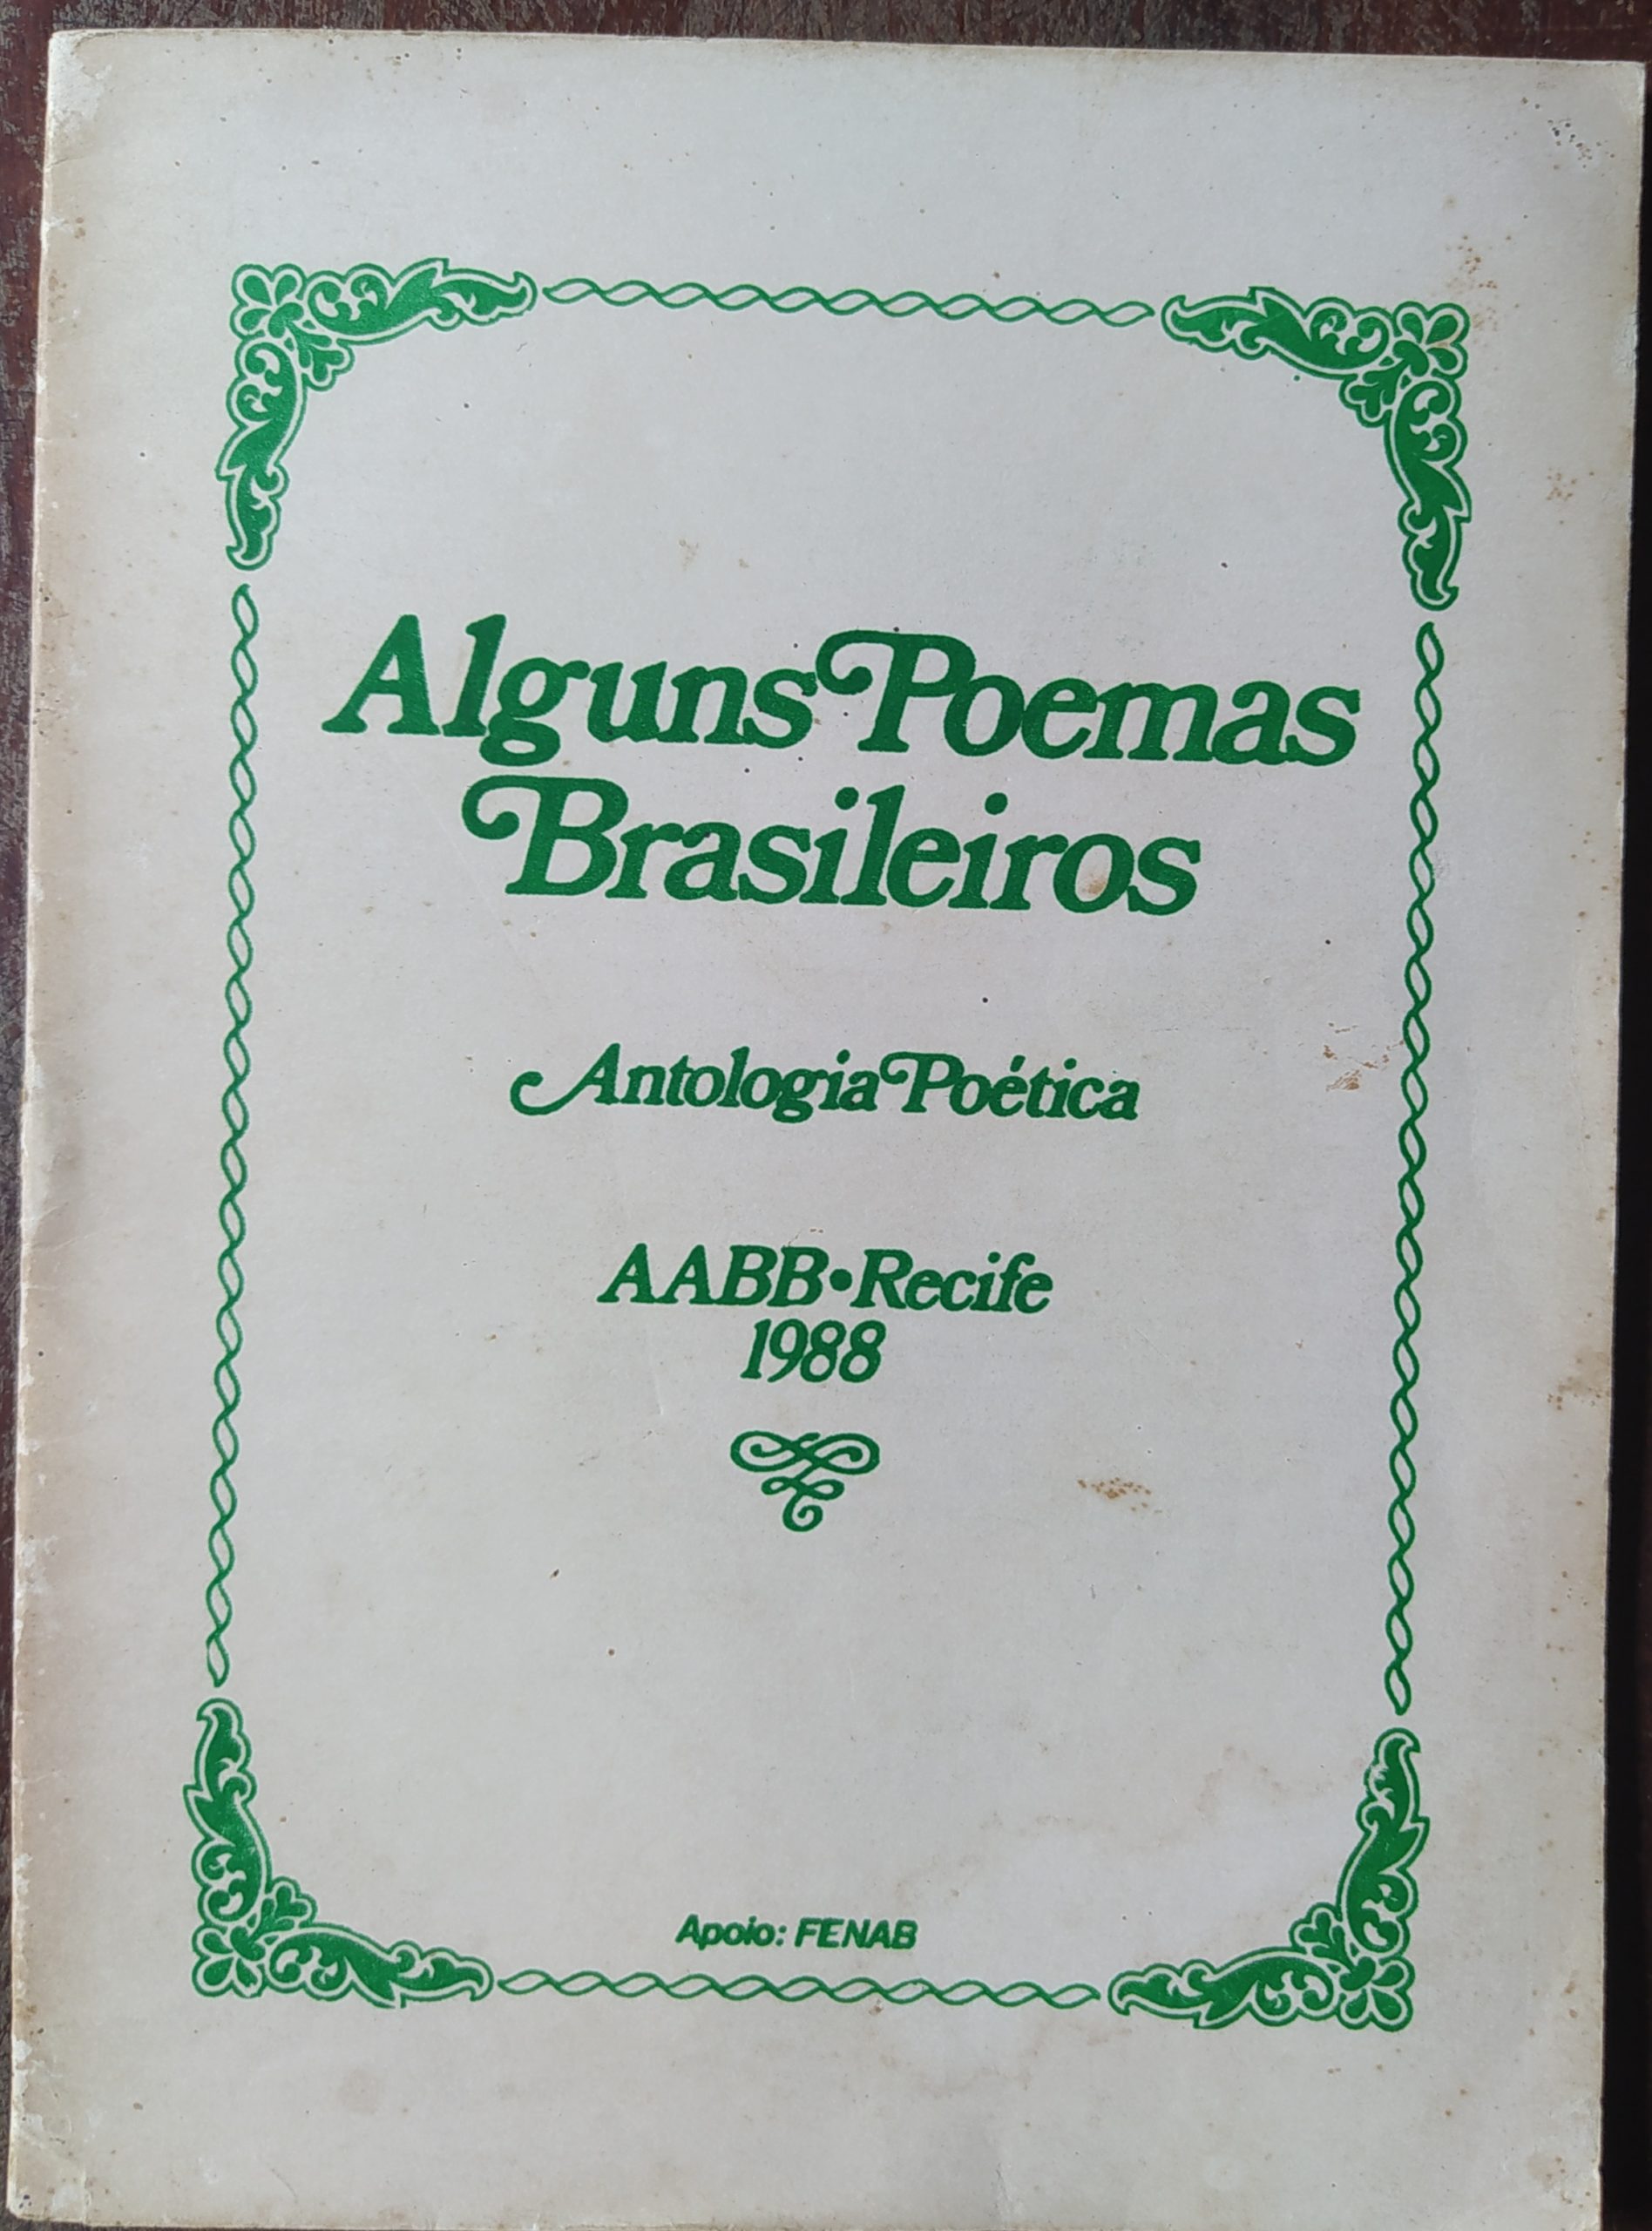 Alguns Poemas
Brasileiros
Antologia Poética
AABB•Recife
1988
Apoio: FENAB